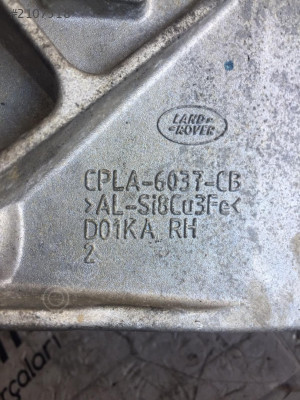 LAND
ROVER
CPLA-6037-CB
>AL-Si8Cu3Fe<
D01KA RH
2